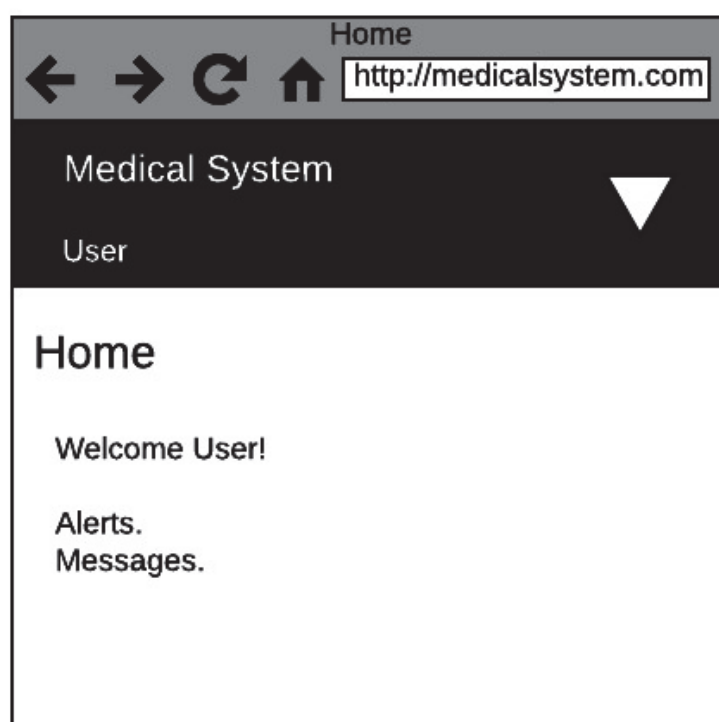 Home
http://medicalsystem.com
Medical System
User
Home
Welcome User!
Alerts.
Messages.